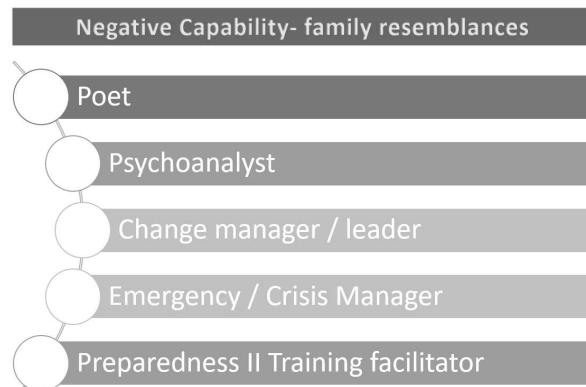 Negative Capability- family resemblances
Poet
Psychoanalyst
Change manager / leader
Emergency / Crisis Manager
Preparedness II Training facilitator